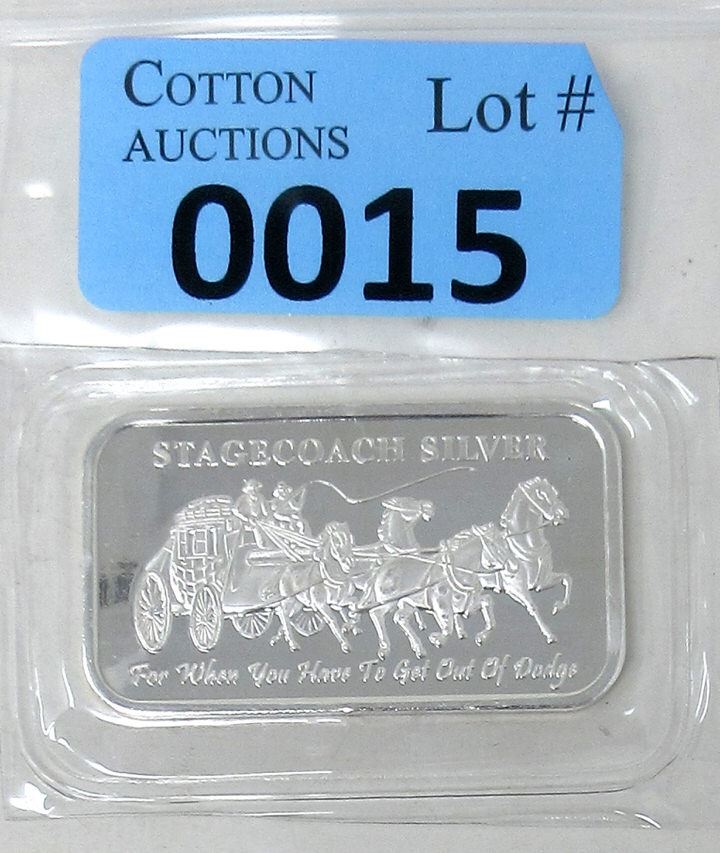 COTTON
AUCTIONS
Lot #
0015
STAGECOACH SILVER
For When You Have To Get Out Of Dodge